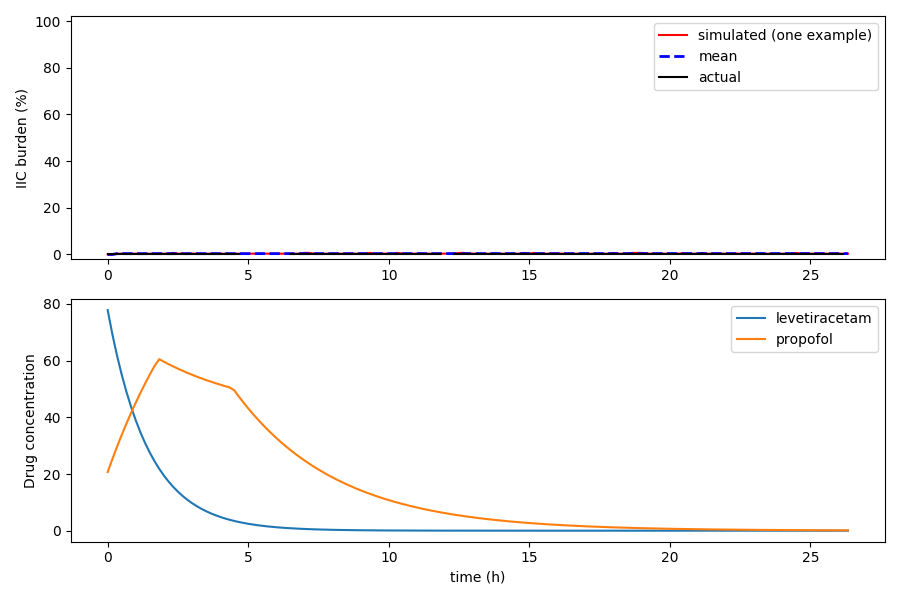 100
80
60
40
20
0
IIC burden (%)
simulated (one example)
mean
actual
0 5 10 15 20 25
80
60
40
20
0
Drug concentration
levetiracetam
propofol
0 5 10 15 20 25
time (h)